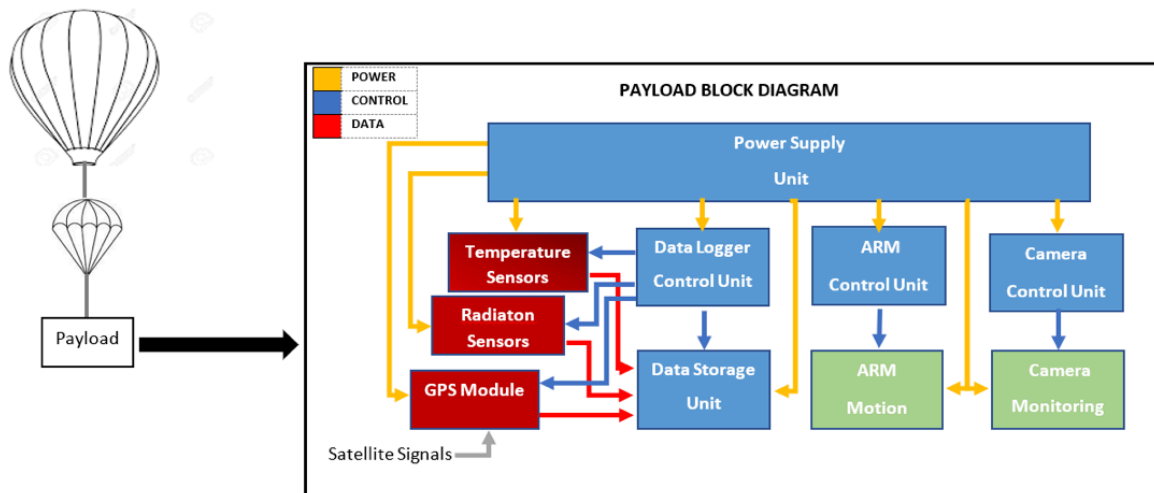 POWER
CONTROL
DATA
PAYLOAD BLOCK DIAGRAM
Power Supply
Unit
Temperature
Sensors
Data Logger
Control Unit
ARM
Control Unit
Camera
Control Unit
Radiaton
Sensors
Payload
GPS Module
Data Storage
Unit
ARM
Motion
Camera
Monitoring
Satellite Signals